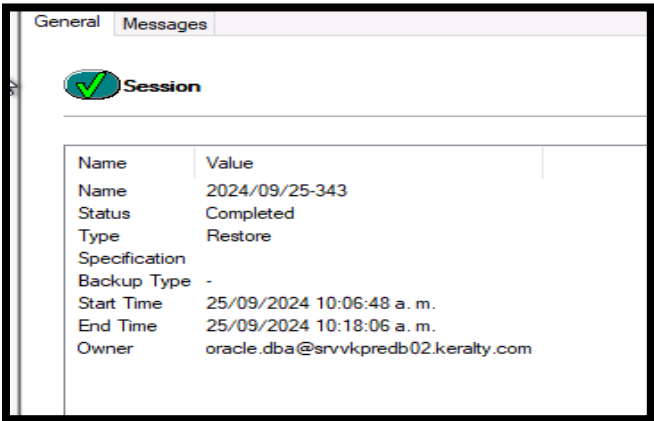 General Messages
Session
Name Value
Name 2024/09/25-343
Status Completed
Type Restore
Specification
Backup Type -
Start Time 25/09/2024 10:06:48 a. m.
End Time 25/09/2024 10:18:06 a. m.
Owner oracle.dba@srvvkpredb02.keralty.com